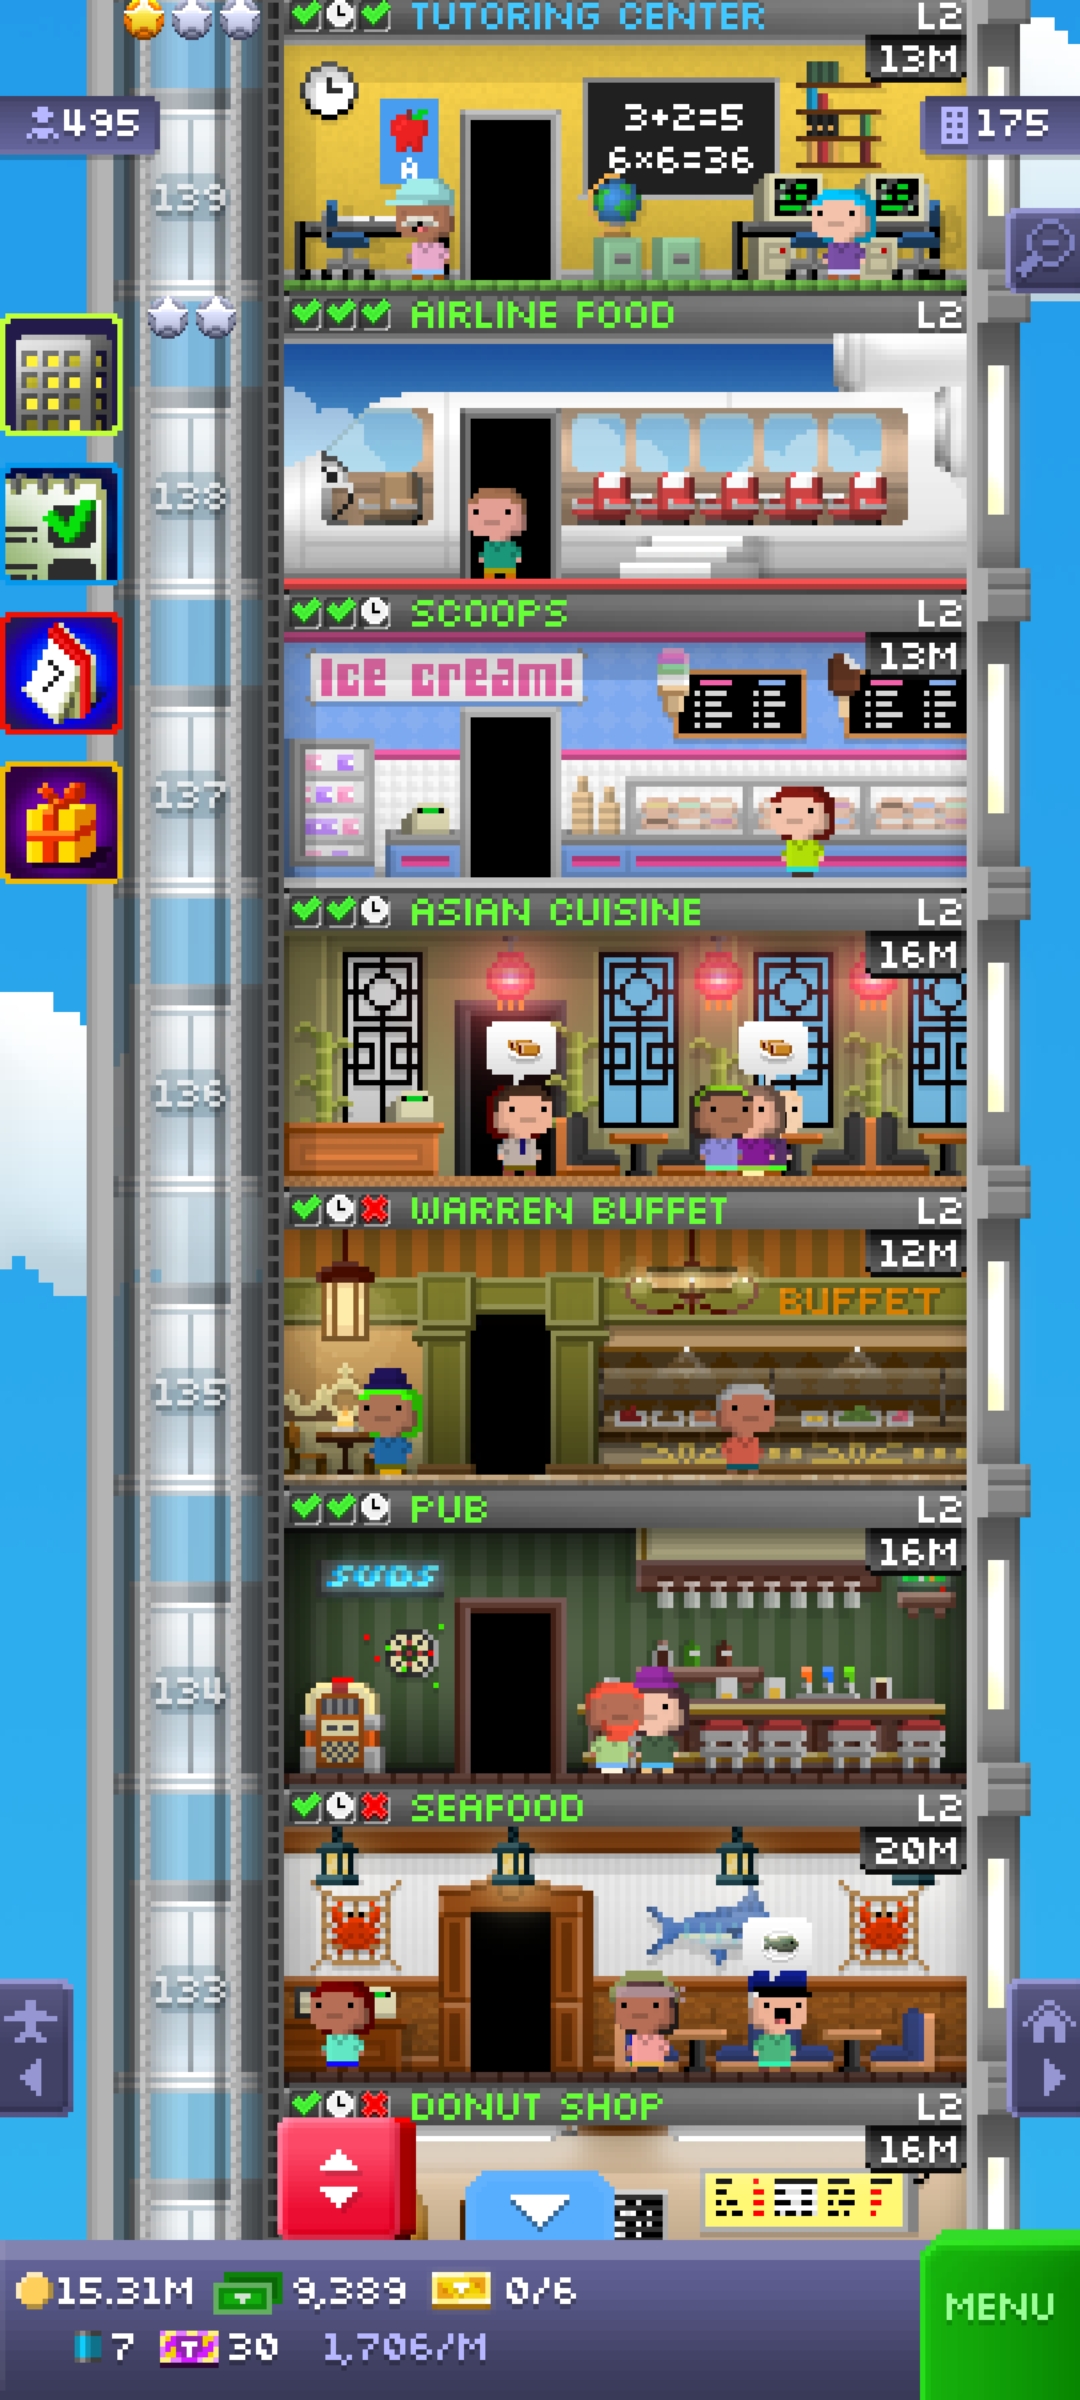 TUTORING CENTER L2
13M
495
175
3+2=5
6x6=36
A
139
AIRLINE FOOD L2
138
SCOOPS L2
13M
Ice cream!
7
137
ASIAN CUISINE L2
16M
136
WARREN BUFFET L2
12M
BUFFET
135
PUB L2
16M
SUDS
134
SEAFOOD L2
20M
133
DONUT SHOP L2
16M
15.31M 9,389 0/6
MENU
7 T 30 1,706/M